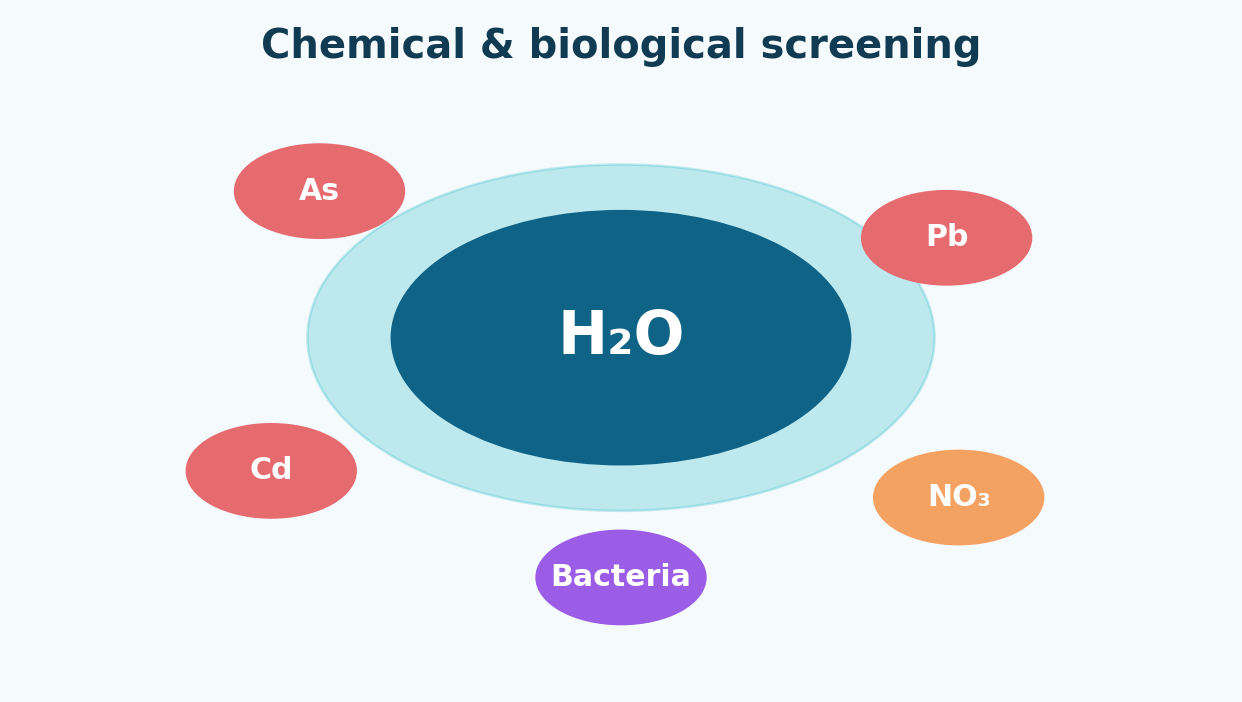 Chemical & biological screening
As
Pb
H₂O
Cd
NO₃
Bacteria